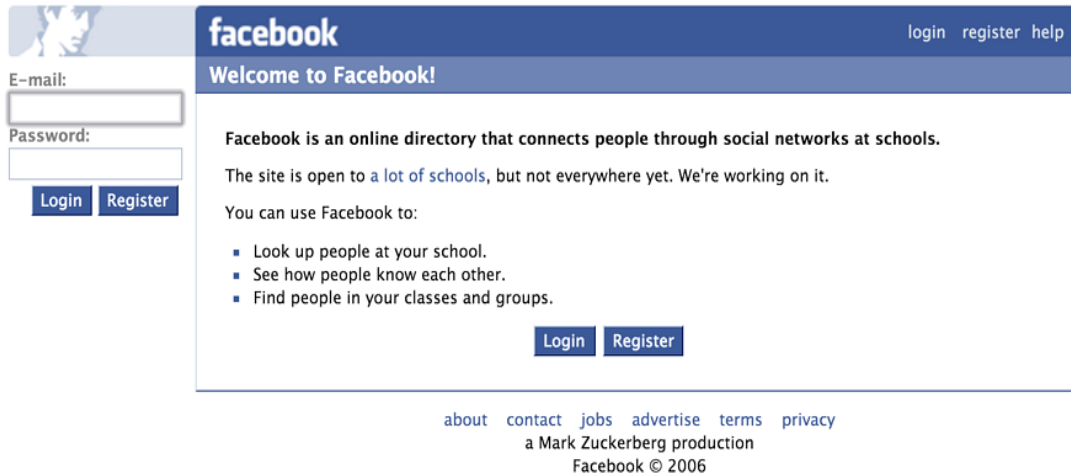 facebook
login register help
E-mail:
Password:
Login Register
Welcome to Facebook!
Facebook is an online directory that connects people through social networks at schools.
The site is open to a lot of schools, but not everywhere yet. We're working on it.
You can use Facebook to:
Look up people at your school.
See how people know each other.
Find people in your classes and groups.
Login Register
about contact jobs advertise terms privacy
a Mark Zuckerberg production
Facebook © 2006